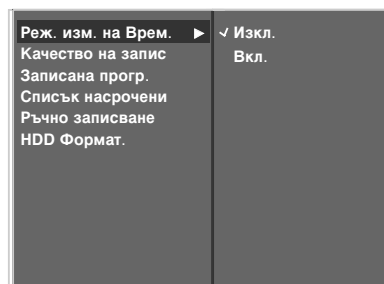 Реж. изм. на Врем.
Качество на запис
Записана прогр.
Списък насрочени
Ръчно записване
HDD Формат.
Изкл.
Вкл.